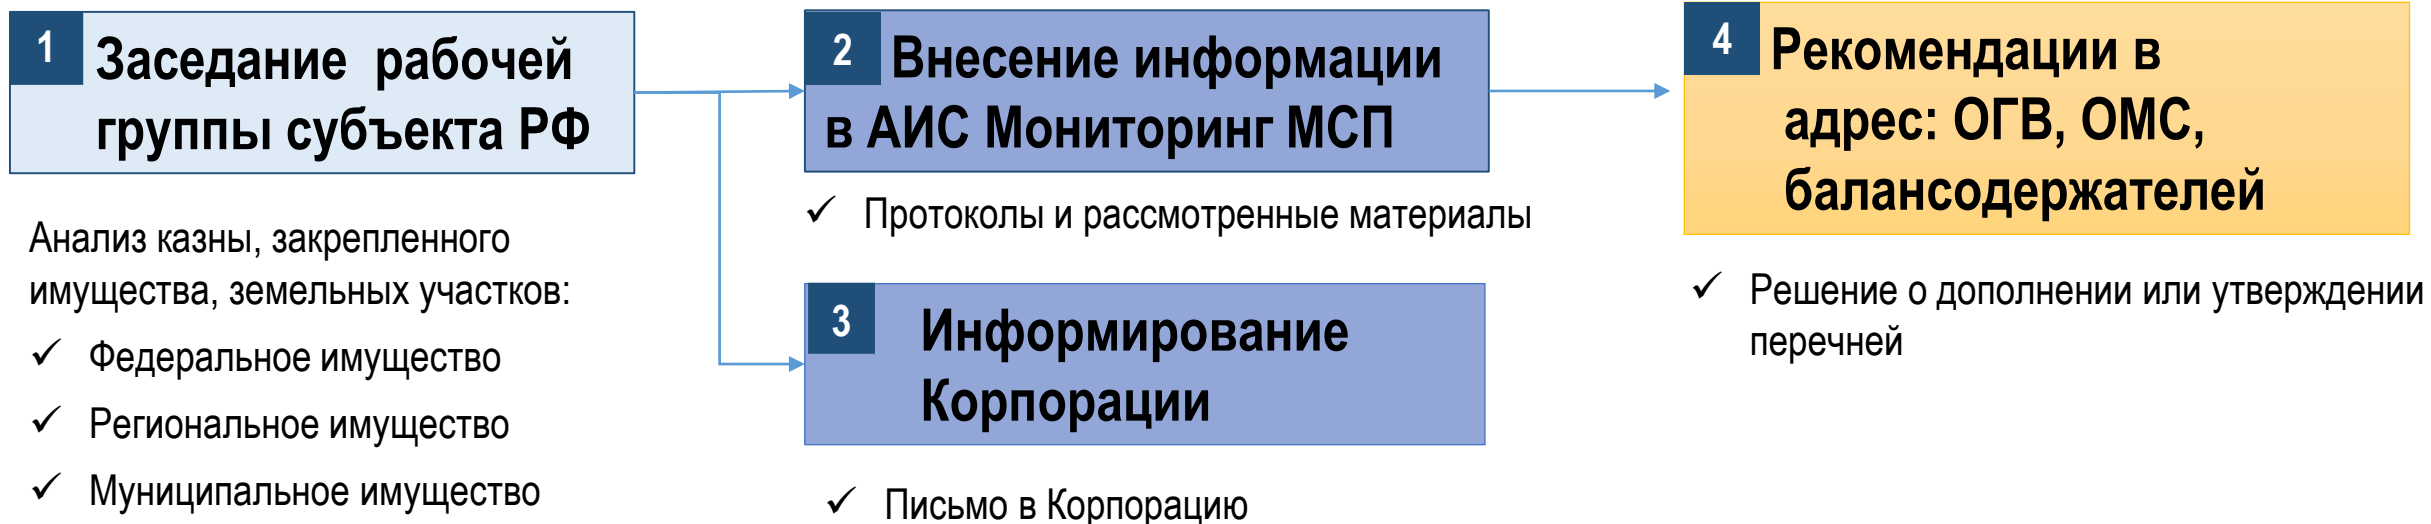 1
Заседание рабочей
группы субъекта РФ
Анализ казны, закрепленного
имущества, земельных участков:
✓ Федеральное имущество
✓ Региональное имущество
✓ Муниципальное имущество
2
Внесение информации
в АИС Мониторинг МСП
✓ Протоколы и рассмотренные материалы
3
Информирование
Корпорации
✓ Письмо в Корпорацию
4
Рекомендации в
адрес: ОГВ, ОМС,
балансодержателей
✓ Решение о дополнении или утверждении
перечней